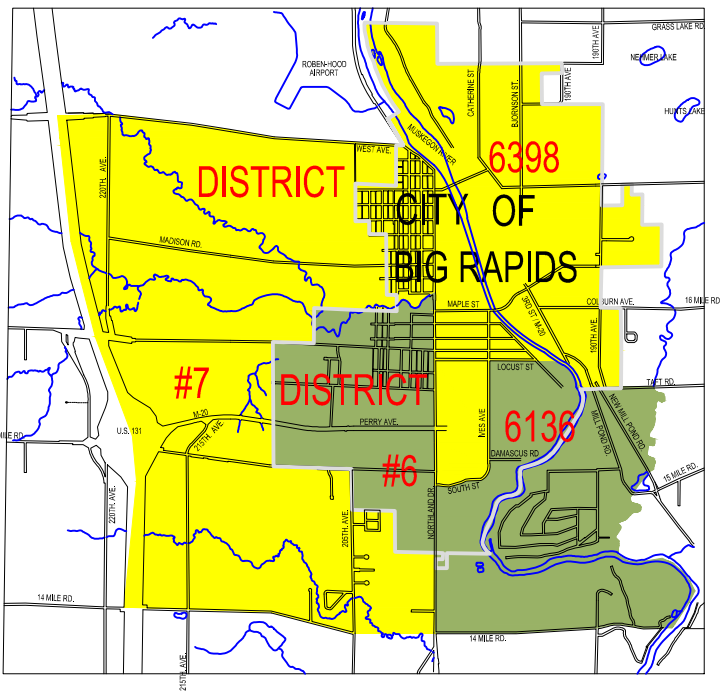 GRASS LAKE RD.
190TH AVE
NEHMER LAKE
ROBEN-HOOD
AIRPORT
CATHERINE ST
BJORNSON ST.
190TH AVE
HUNTS LAKE
MUSKEGON RIVER
WEST AVE.
6398
DISTRICT
220TH. AVE.
CITY OF
BIG RAPIDS
MADISON RD.
MAPLE ST
3RD ST / M-20
COLBURN AVE.
16 MILE RD
190TH AVE.
LOCUST ST
#7
DISTRICT
TAFT RD.
M-20
215TH. AVE
U.S. 131
PERRY AVE.
IVES AVE
6136
NEW MILL POND RD
MILL POND RD.
MILE RD.
DAMASCUS RD
#6
15 MILE RD.
SOUTH ST
220TH. AVE.
205TH. AVE.
NORTHLAND DR.
14 MILE RD.
14 MILE RD.
215TH. AVE.